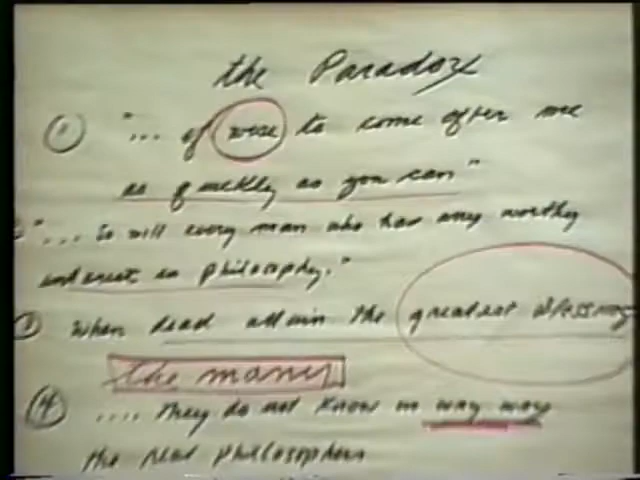 the Paradox
① "... of wise to come after me
as quickly as you can"
"... So will every man who has any worthy
interest in philosophy."
③ When dead attain the greatest blessing
the many
④ .... they do not know in way way
the real philosophers